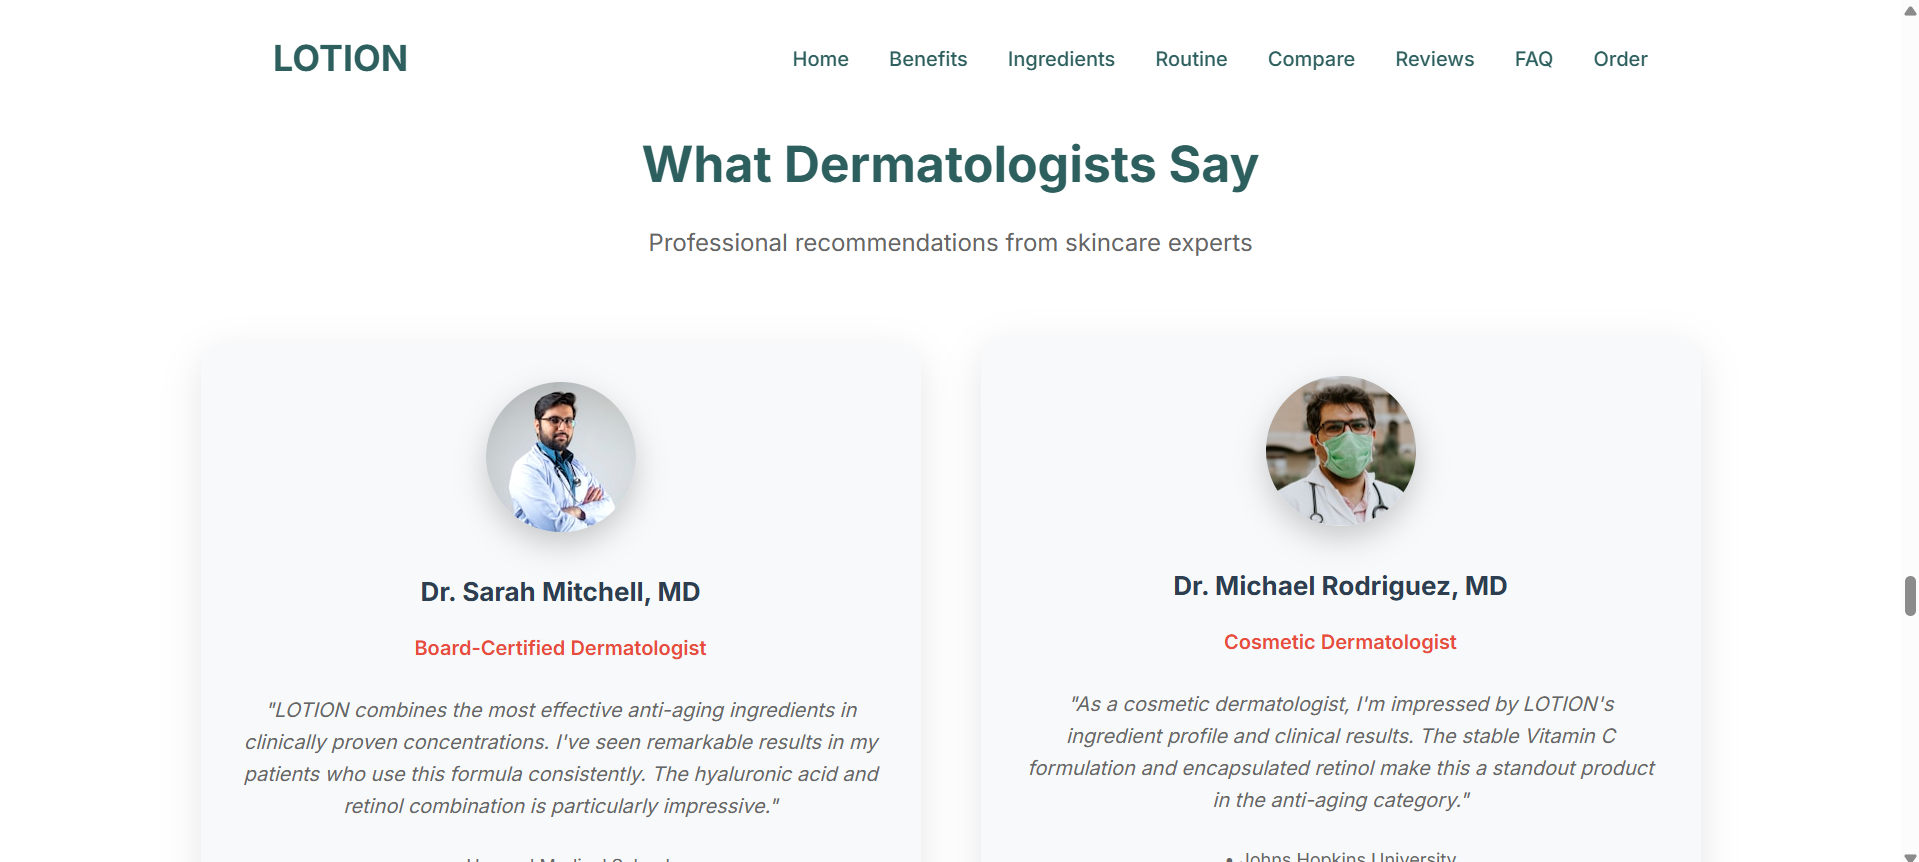 LOTION
Home Benefits Ingredients Routine Compare Reviews FAQ Order
What Dermatologists Say
Professional recommendations from skincare experts
Dr. Sarah Mitchell, MD
Board-Certified Dermatologist
"LOTION combines the most effective anti-aging ingredients in
clinically proven concentrations. I've seen remarkable results in my
patients who use this formula consistently. The hyaluronic acid and
retinol combination is particularly impressive."
Dr. Michael Rodriguez, MD
Cosmetic Dermatologist
"As a cosmetic dermatologist, I'm impressed by LOTION's
ingredient profile and clinical results. The stable Vitamin C
formulation and encapsulated retinol make this a standout product
in the anti-aging category."
• Johns Hopkins University